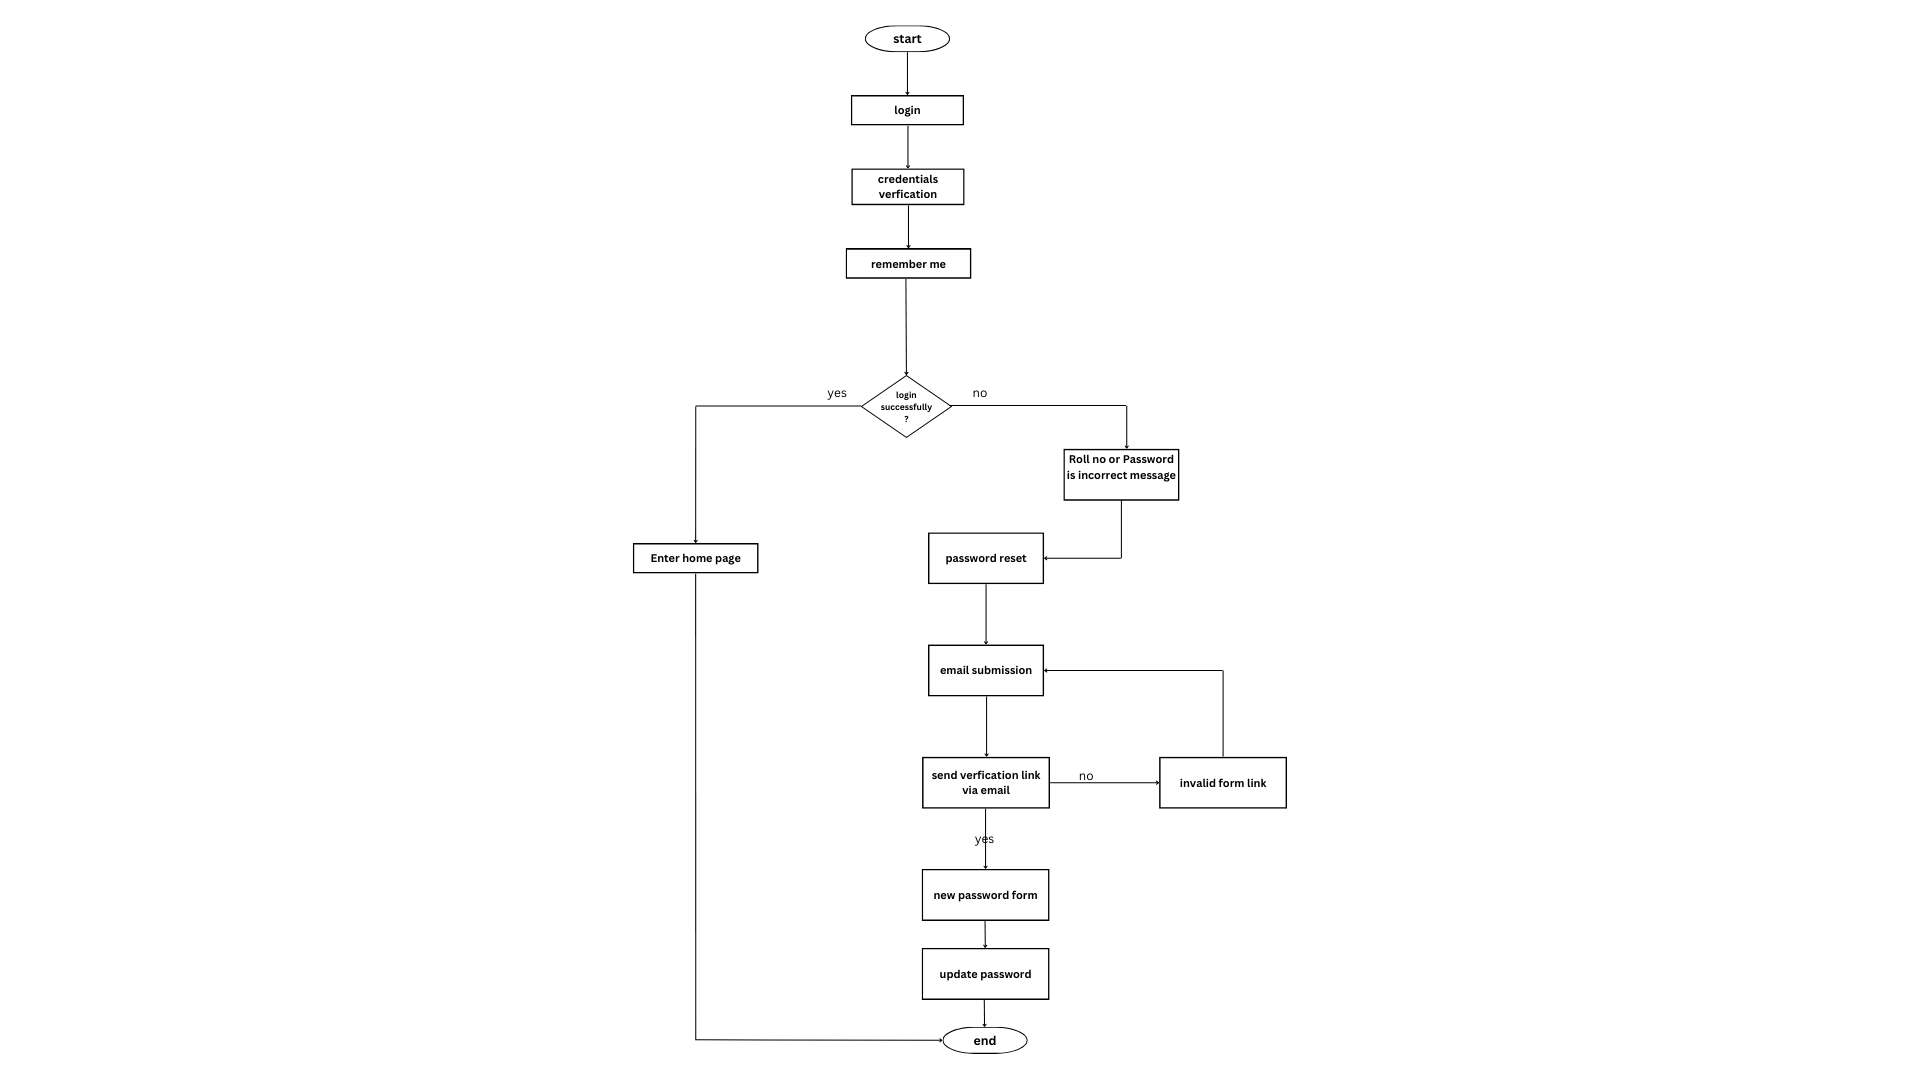 start
login
credentials
verfication
remember me
yes
no
login
successfully
?
Roll no or Password
is incorrect message
Enter home page
password reset
email submission
send verfication link
via email
no
invalid form link
yes
new password form
update password
end